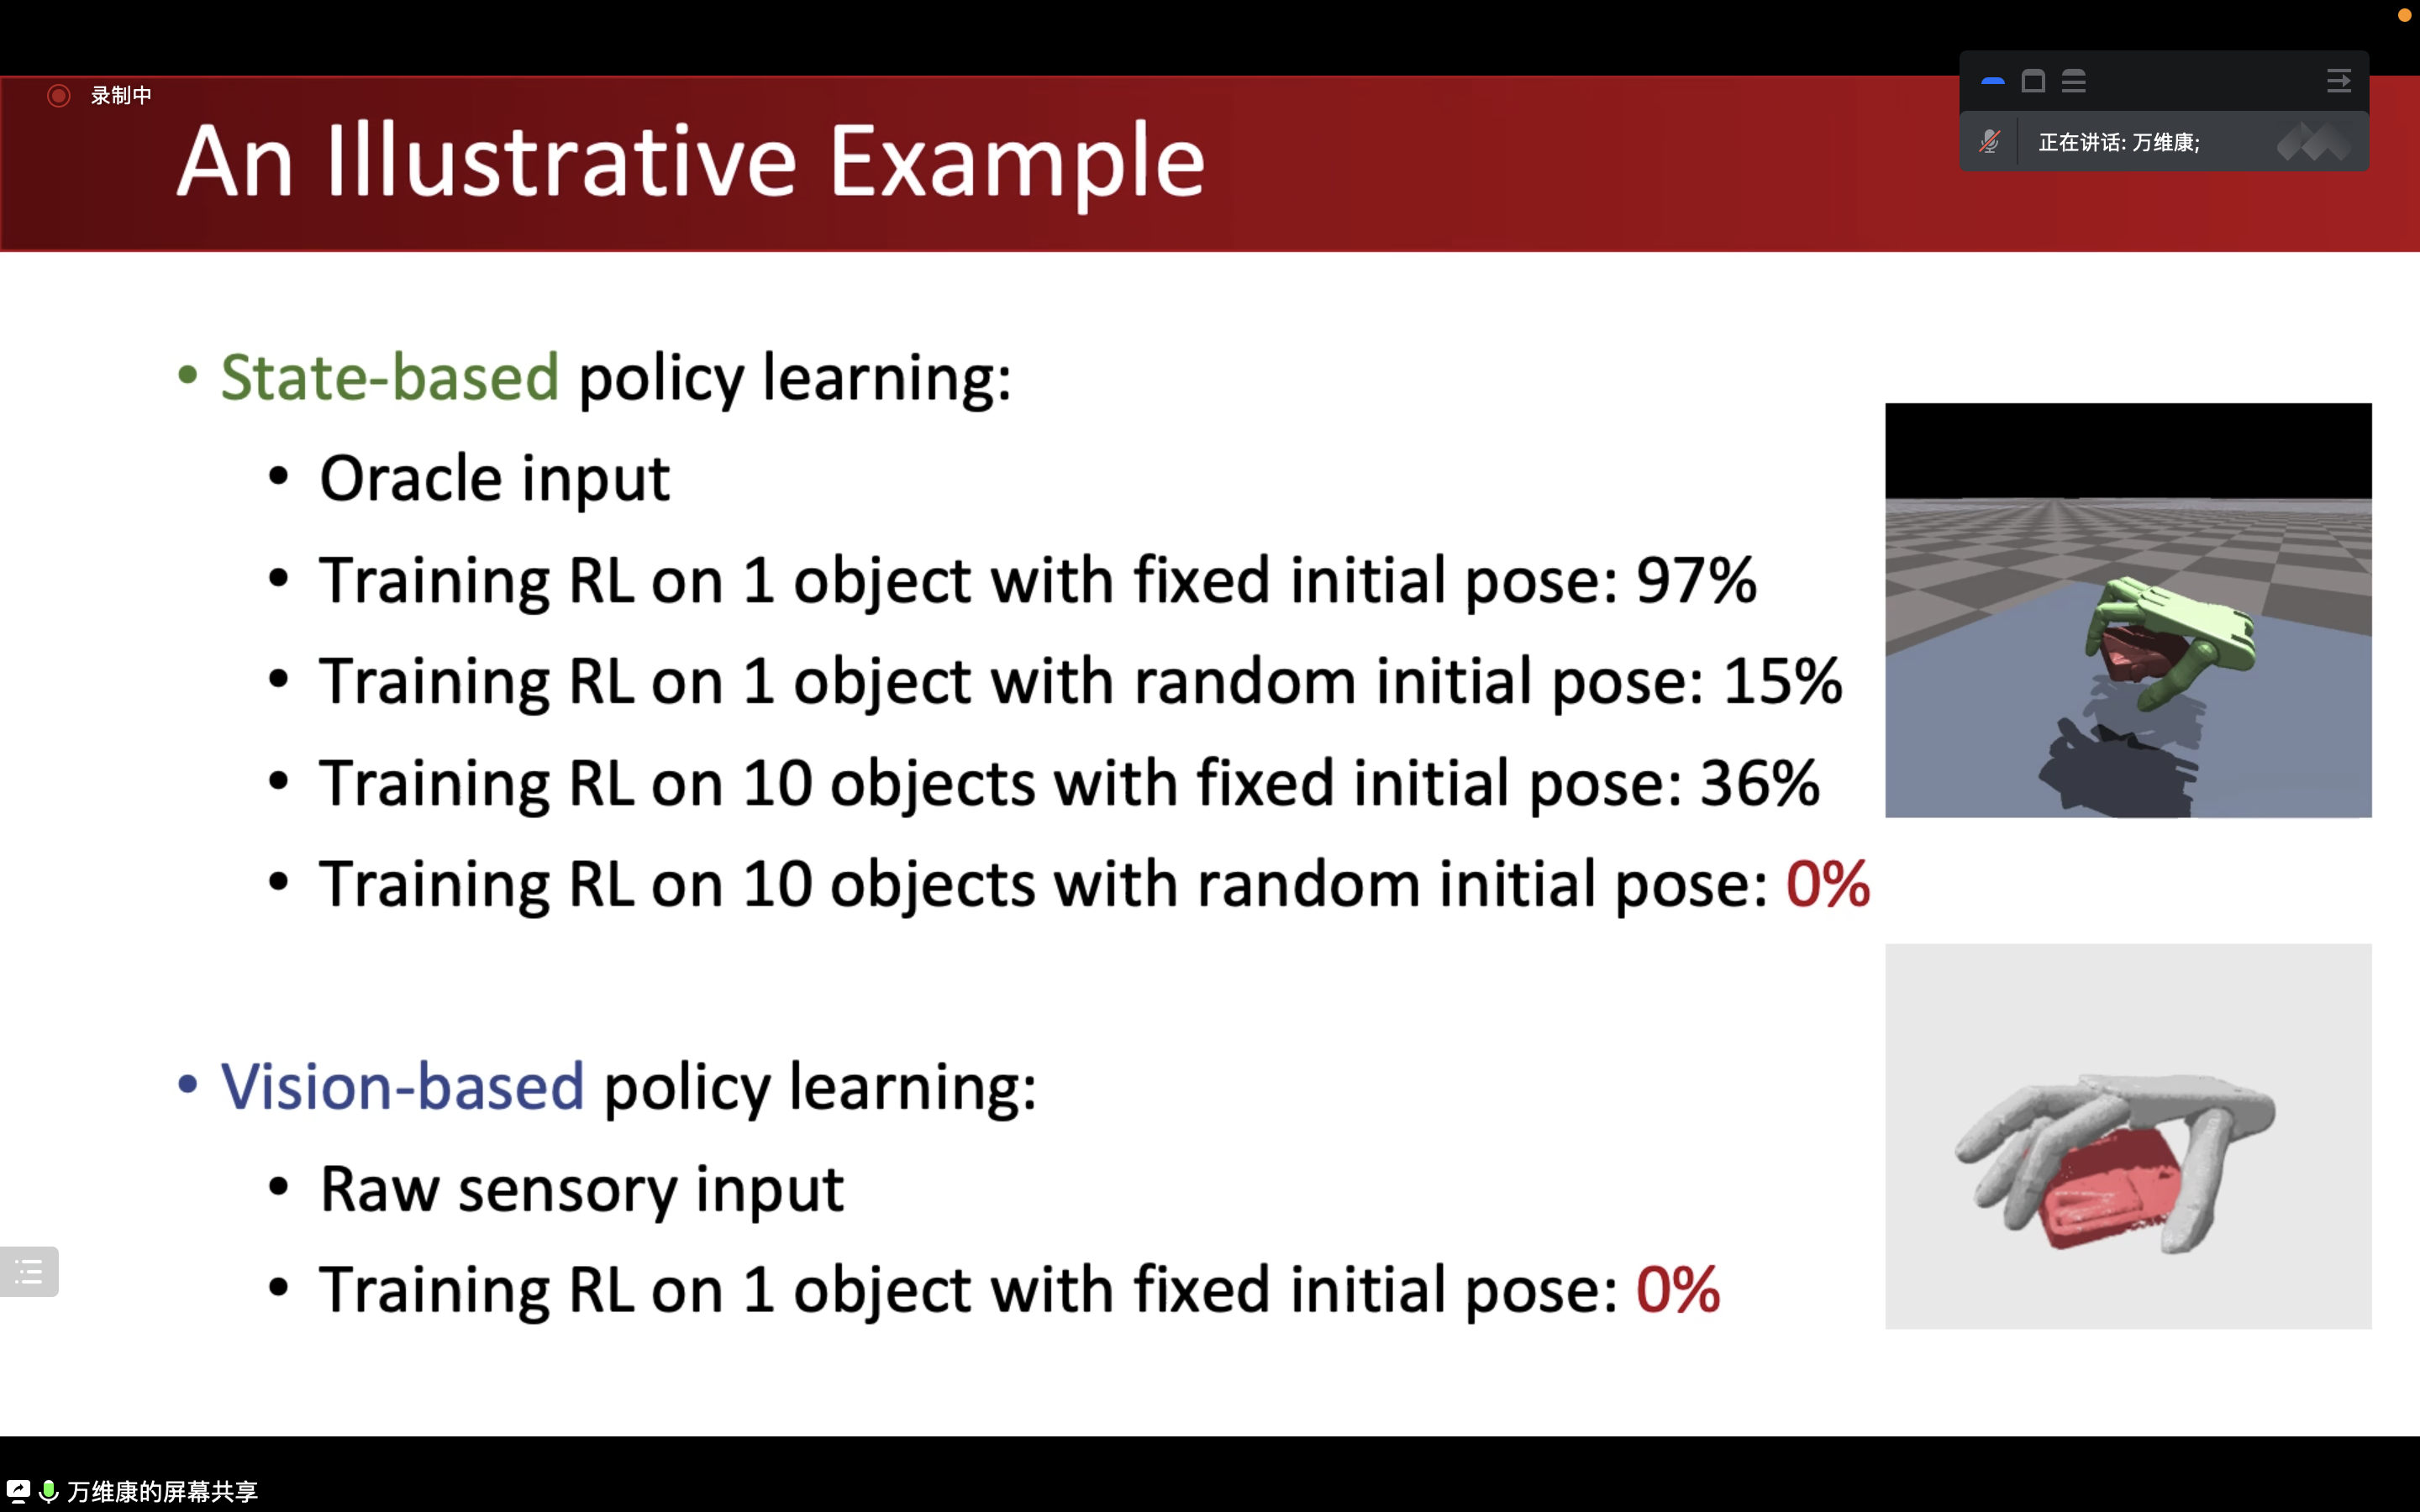 录制中
正在讲话: 万维康;
An Illustrative Example
• State-based policy learning:
• Oracle input
• Training RL on 1 object with fixed initial pose: 97%
• Training RL on 1 object with random initial pose: 15%
• Training RL on 10 objects with fixed initial pose: 36%
• Training RL on 10 objects with random initial pose: 0%
• Vision-based policy learning:
• Raw sensory input
• Training RL on 1 object with fixed initial pose: 0%
万维康的屏幕共享